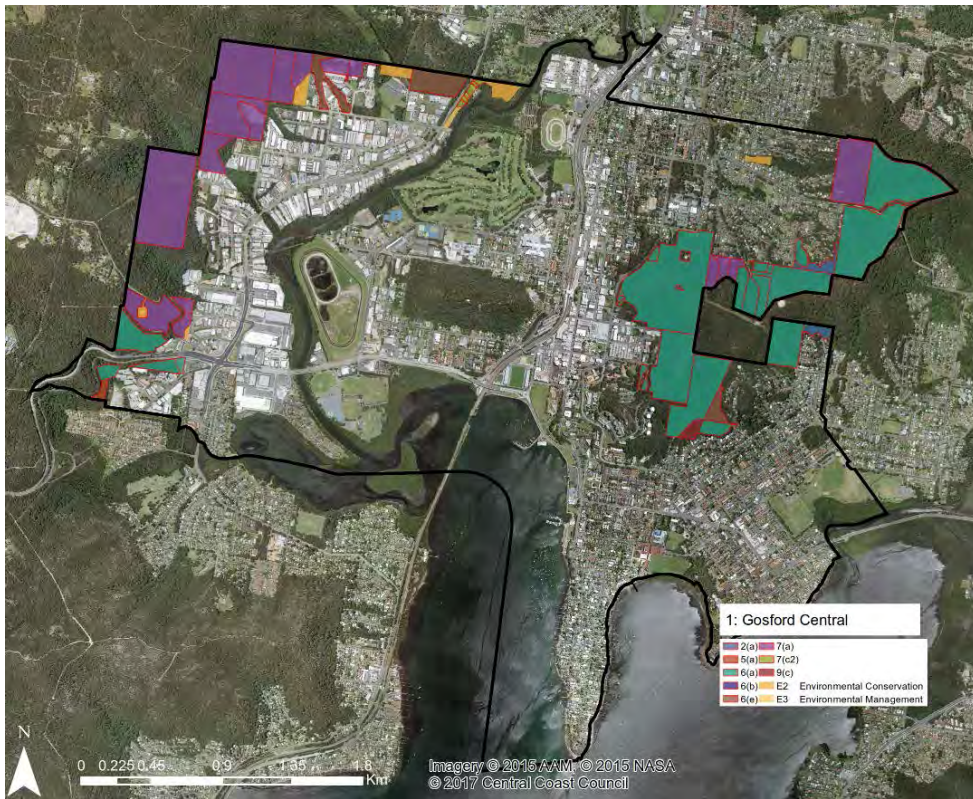 1: Gosford Central
2(a) 7(a)
5(a) 7(c2)
6(a) 9(c)
6(b) E2 Environmental Conservation
6(e) E3 Environmental Management
N
0 0.225 0.45 0.9 1.35 1.8
Km
Imagery © 2015 AAM, © 2015 NASA
© 2017 Central Coast Council